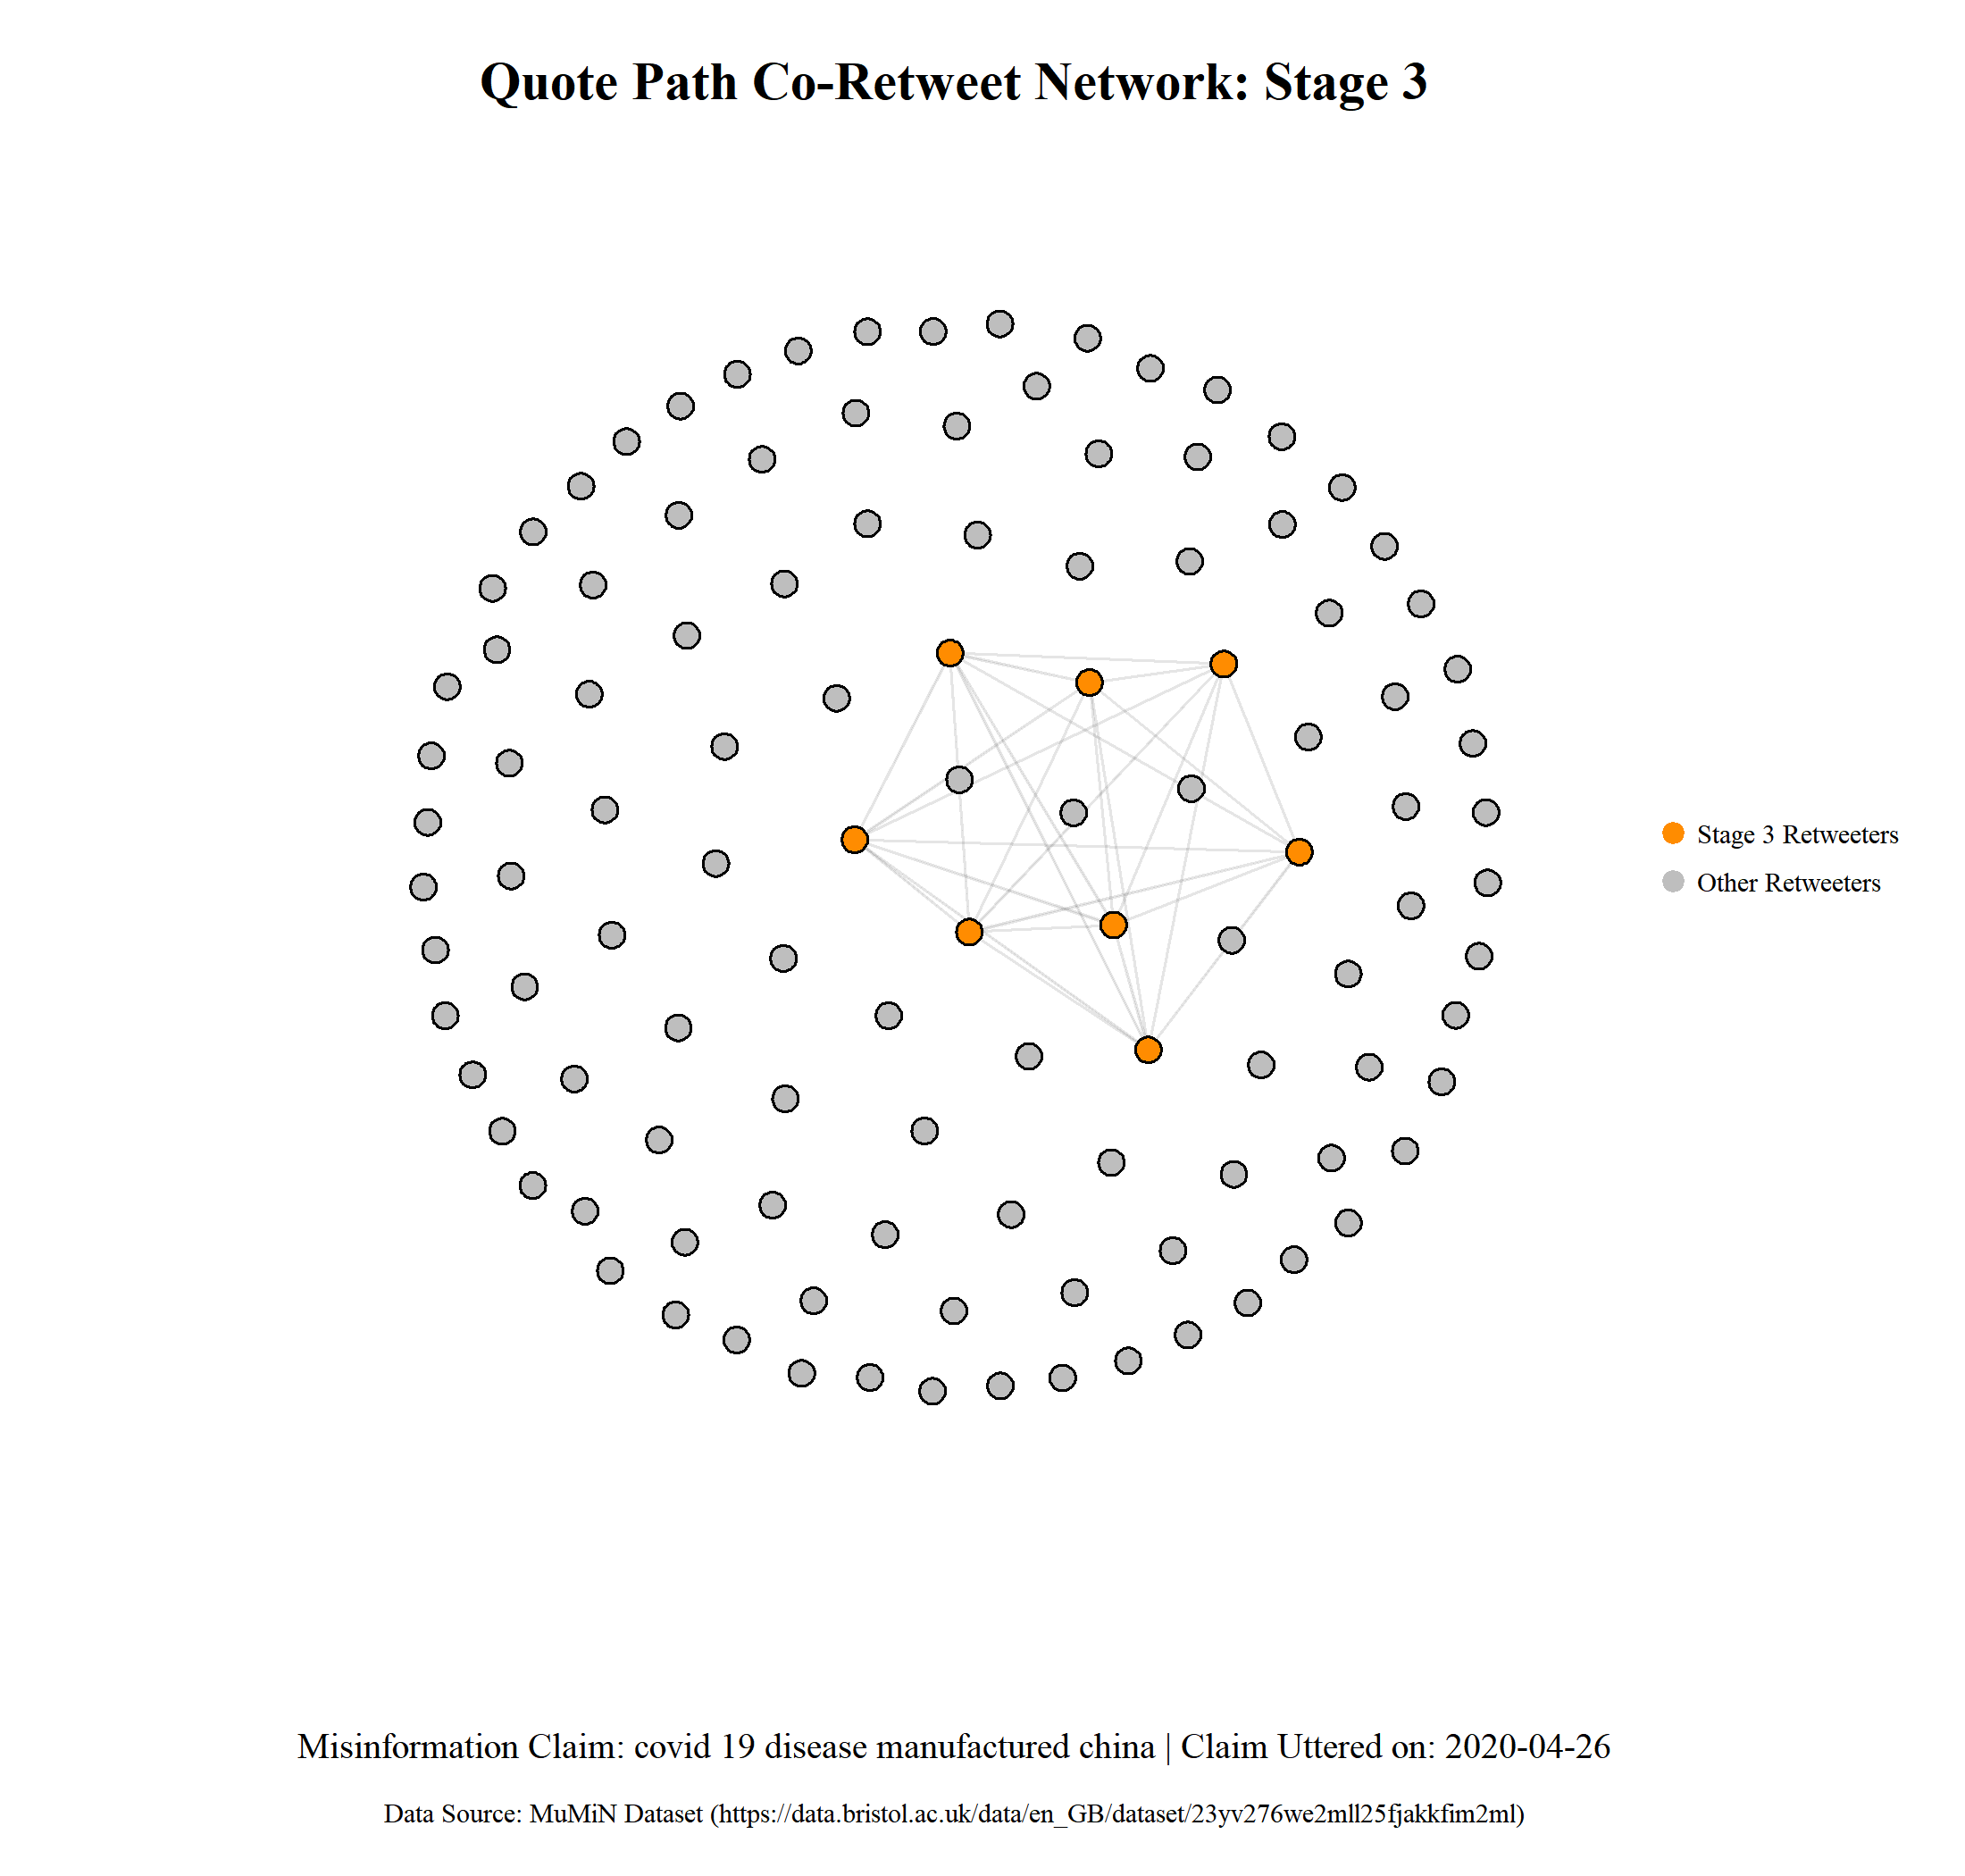 Quote Path Co-Retweet Network: Stage 3
Stage 3 Retweeters
Other Retweeters
Misinformation Claim: covid 19 disease manufactured china | Claim Uttered on: 2020-04-26
Data Source: MuMiN Dataset (https://data.bristol.ac.uk/data/en_GB/dataset/23yv276we2mll25fjakkfim2ml)